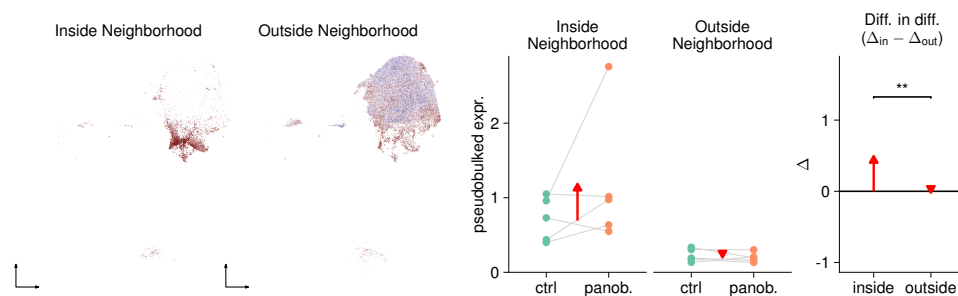 Inside Neighborhood
Outside Neighborhood
Inside
Neighborhood
Outside
Neighborhood
Diff. in diff.
(Δin − Δout)
pseudobulked expr.
2
1
0
ctrl
panob.
ctrl
panob.
Δ
1
0
-1
**
inside
outside